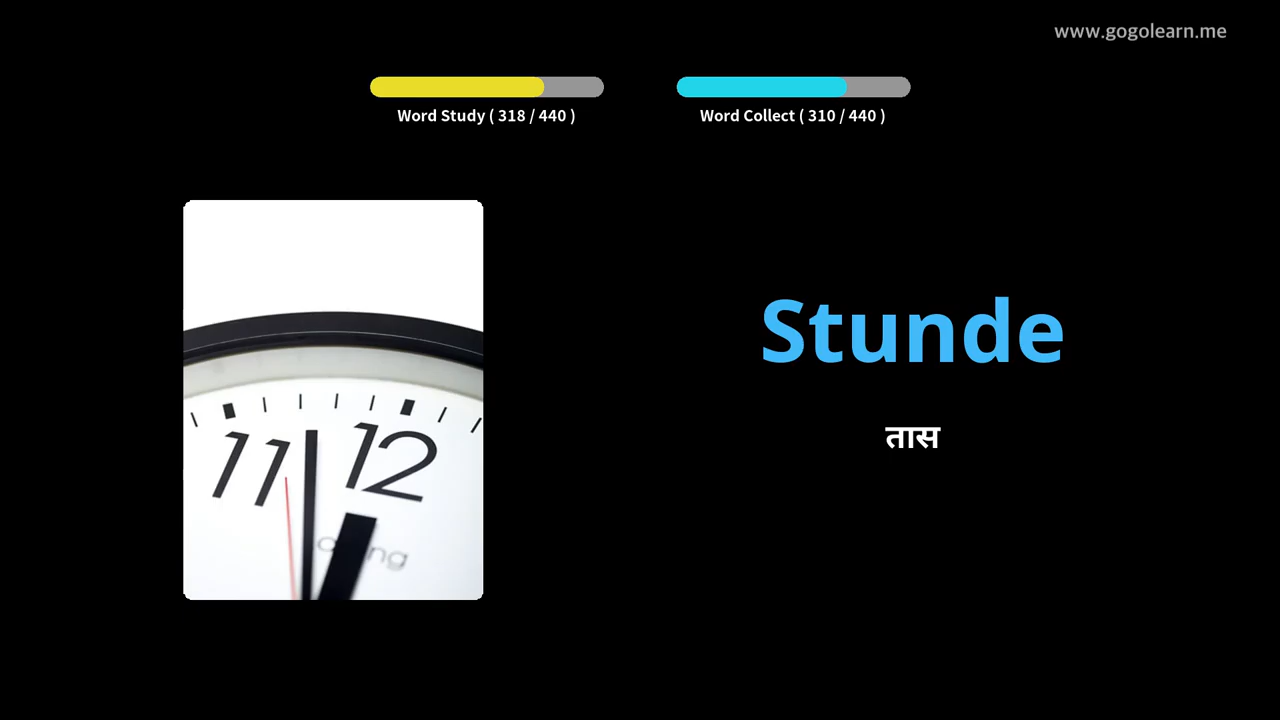 www.gogolearn.me
Word Study ( 318 / 440 )
Word Collect ( 310 / 440 )
Stunde
तास
11
12